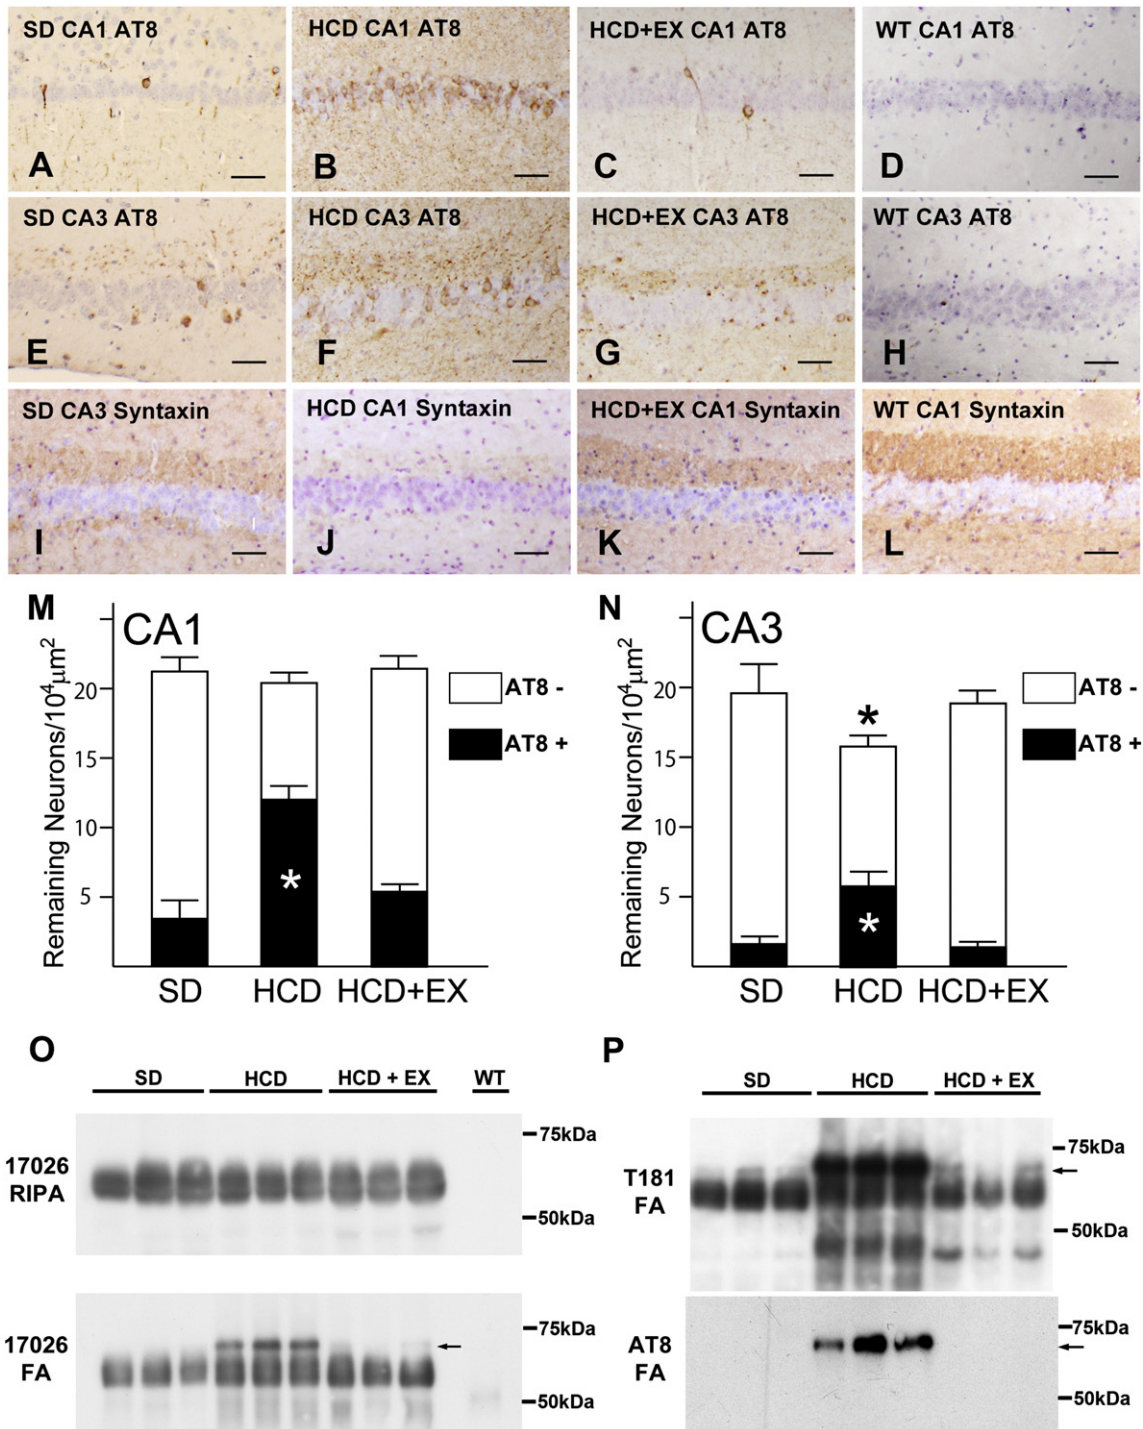 SD CA1 AT8
HCD CA1 AT8
HCD+EX CA1 AT8
WT CA1 AT8
A
B
C
D
SD CA3 AT8
HCD CA3 AT8
HCD+EX CA3 AT8
WT CA3 AT8
E
F
G
H
SD CA3 Syntaxin
HCD CA1 Syntaxin
HCD+EX CA1 Syntaxin
WT CA1 Syntaxin
I
J
K
L
M
CA1
Remaining Neurons/10⁴μm²
20
15
10
5
AT8 -
AT8 +
SD
HCD
HCD+EX
*
N
CA3
Remaining Neurons/10⁴μm²
20
15
10
5
AT8 -
AT8 +
SD
HCD
HCD+EX
*
*
O
SD
HCD
HCD + EX
WT
17026
RIPA
75kDa
50kDa
17026
FA
75kDa
50kDa
P
SD
HCD
HCD + EX
T181
FA
75kDa
50kDa
AT8
FA
75kDa
50kDa